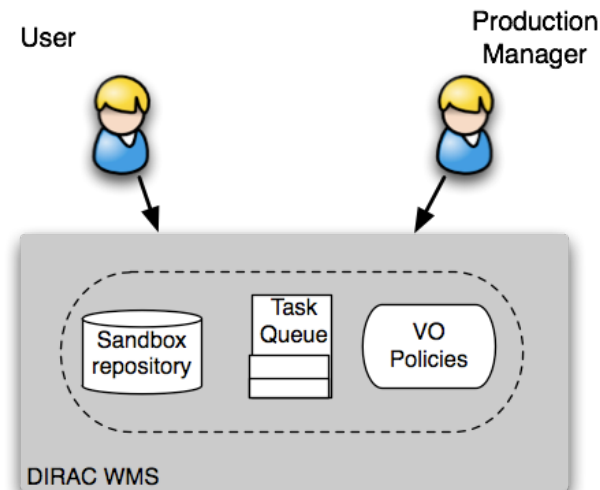 User
Production
Manager
Sandbox
repository
Task
Queue
VO
Policies
DIRAC WMS